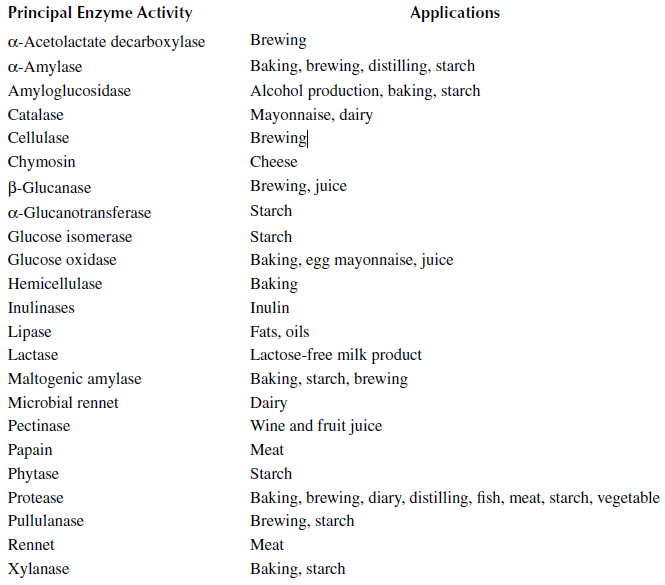 Principal Enzyme Activity Applications
α-Acetolactate decarboxylase Brewing
α-Amylase Baking, brewing, distilling, starch
Amyloglucosidase Alcohol production, baking, starch
Catalase Mayonnaise, dairy
Cellulase Brewing
Chymosin Cheese
β-Glucanase Brewing, juice
α-Glucanotransferase Starch
Glucose isomerase Starch
Glucose oxidase Baking, egg mayonnaise, juice
Hemicellulase Baking
Inulinases Inulin
Lipase Fats, oils
Lactase Lactose-free milk product
Maltogenic amylase Baking, starch, brewing
Microbial rennet Dairy
Pectinase Wine and fruit juice
Papain Meat
Phytase Starch
Protease Baking, brewing, diary, distilling, fish, meat, starch, vegetable
Pullulanase Brewing, starch
Rennet Meat
Xylanase Baking, starch